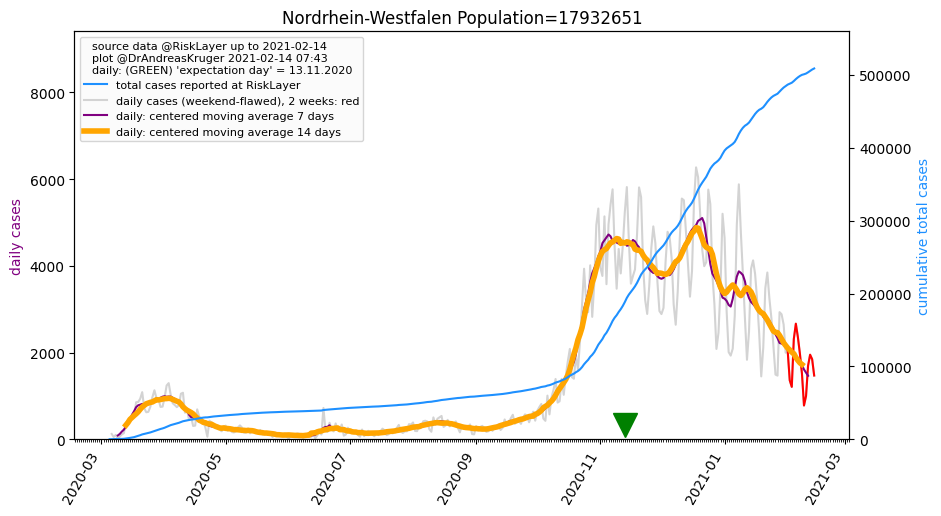 Nordrhein-Westfalen Population=17932651
source data @RiskLayer up to 2021-02-14
plot @DrAndreasKruger 2021-02-14 07:43
daily: (GREEN) 'expectation day' = 13.11.2020
total cases reported at RiskLayer
daily cases (weekend-flawed), 2 weeks: red
daily: centered moving average 7 days
daily: centered moving average 14 days
daily cases
8000
6000
4000
2000
0
500000
400000
300000
200000
100000
0
cumulative total cases
2020-03
2020-05
2020-07
2020-09
2020-11
2021-01
2021-03